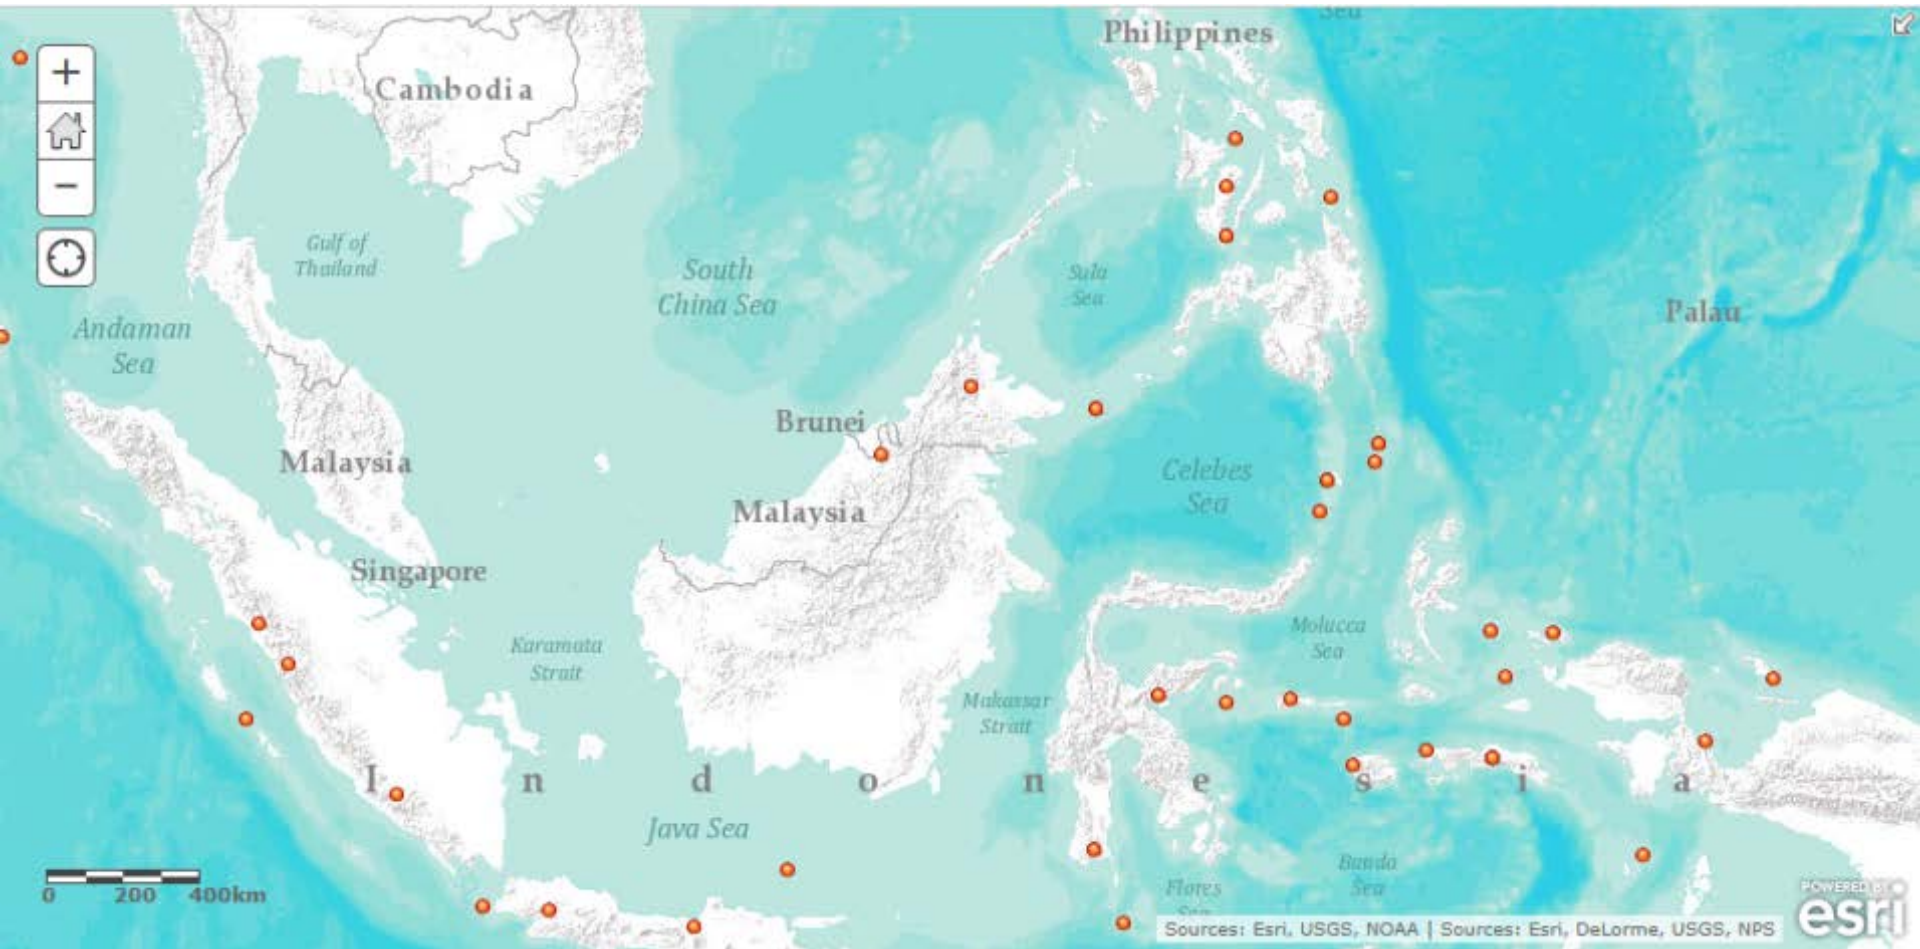 Sea
Philippines
+
Cambodia
−
Gulf of
Thailand
South
China Sea
Sulu
Sea
Palau
Andaman
Sea
Brunei
Malaysia
Celebes
Sea
Malaysia
Singapore
Karamata
Strait
Molucca
Sea
Makassar
Strait
I n d o n e s i a
Java Sea
Banda
Sea
Flores
Sea
0 200 400km
POWERED BY
esri
Sources: Esri, USGS, NOAA | Sources: Esri, DeLorme, USGS, NPS